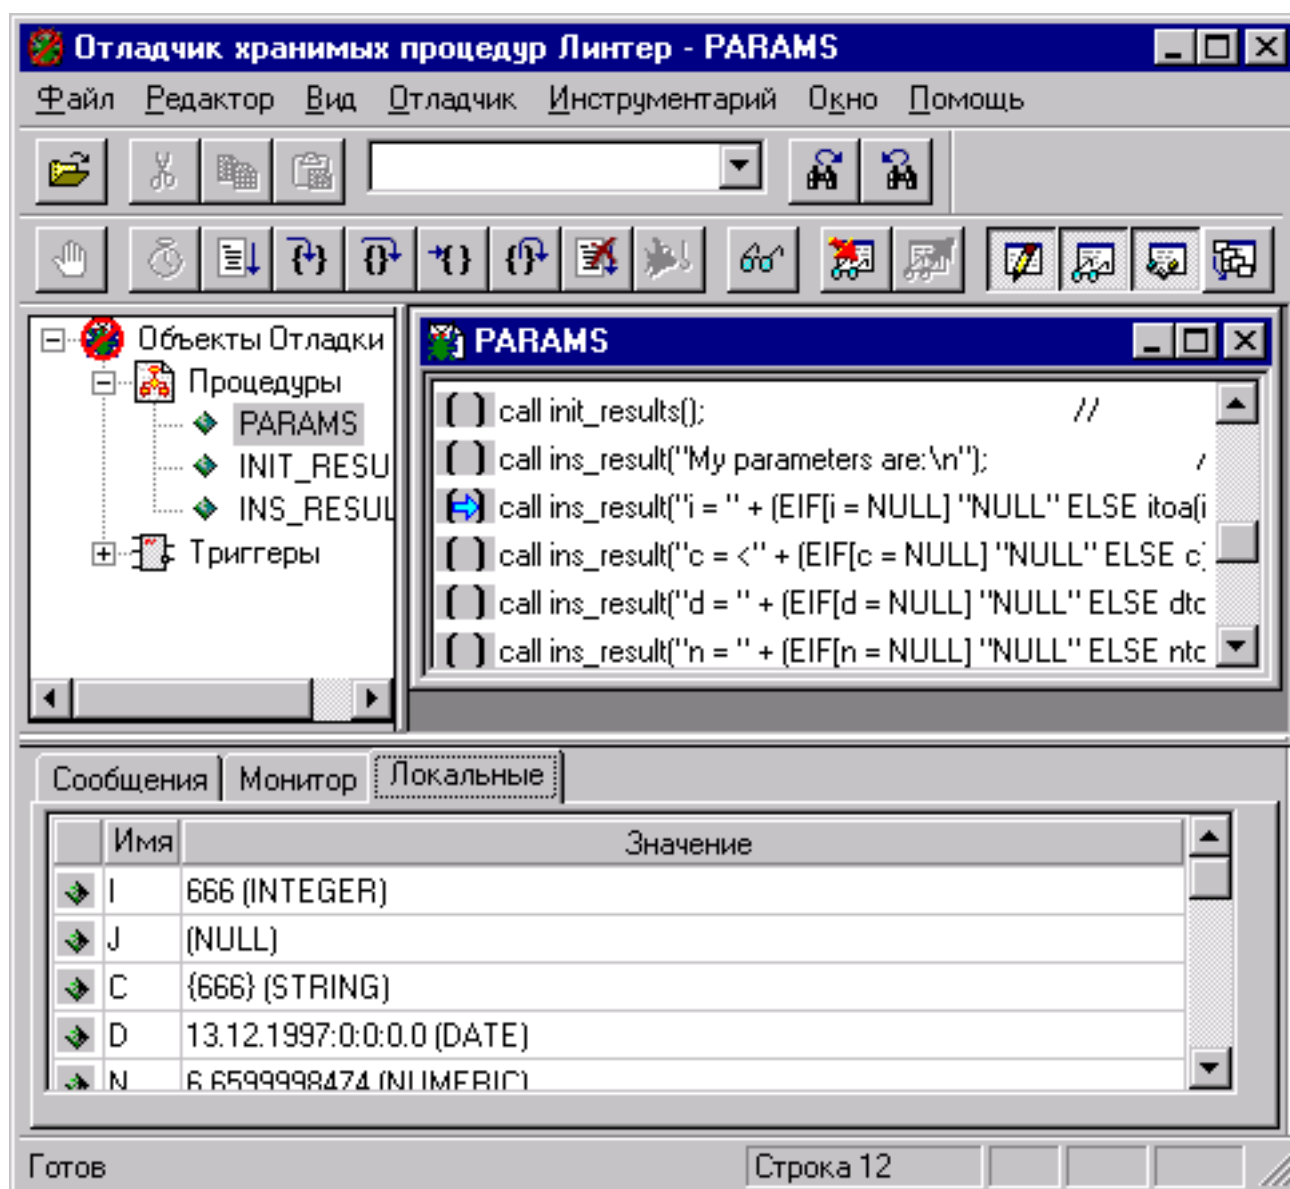 Отладчик хранимых процедур Линтер - PARAMS
Файл Редактор Вид Отладчик Инструментарий Окно Помощь
Объекты Отладки
Процедуры
PARAMS
INIT_RESU
INS_RESUL
Триггеры
PARAMS
call init_results(); //
call ins_result("My parameters are:\n"); /
call ins_result("i = " + (EIF[i = NULL] "NULL" ELSE itoa(i
call ins_result("c = <" + (EIF[c = NULL] "NULL" ELSE c)
call ins_result("d = " + (EIF[d = NULL] "NULL" ELSE dtc
call ins_result("n = " + (EIF[n = NULL] "NULL" ELSE ntc
Сообщения Монитор Локальные
Имя Значение
I 666 (INTEGER)
J (NULL)
C {666} (STRING)
D 13.12.1997:0:0:0.0 (DATE)
N 6.6599998474 (NUMERIC)
Готов Строка 12